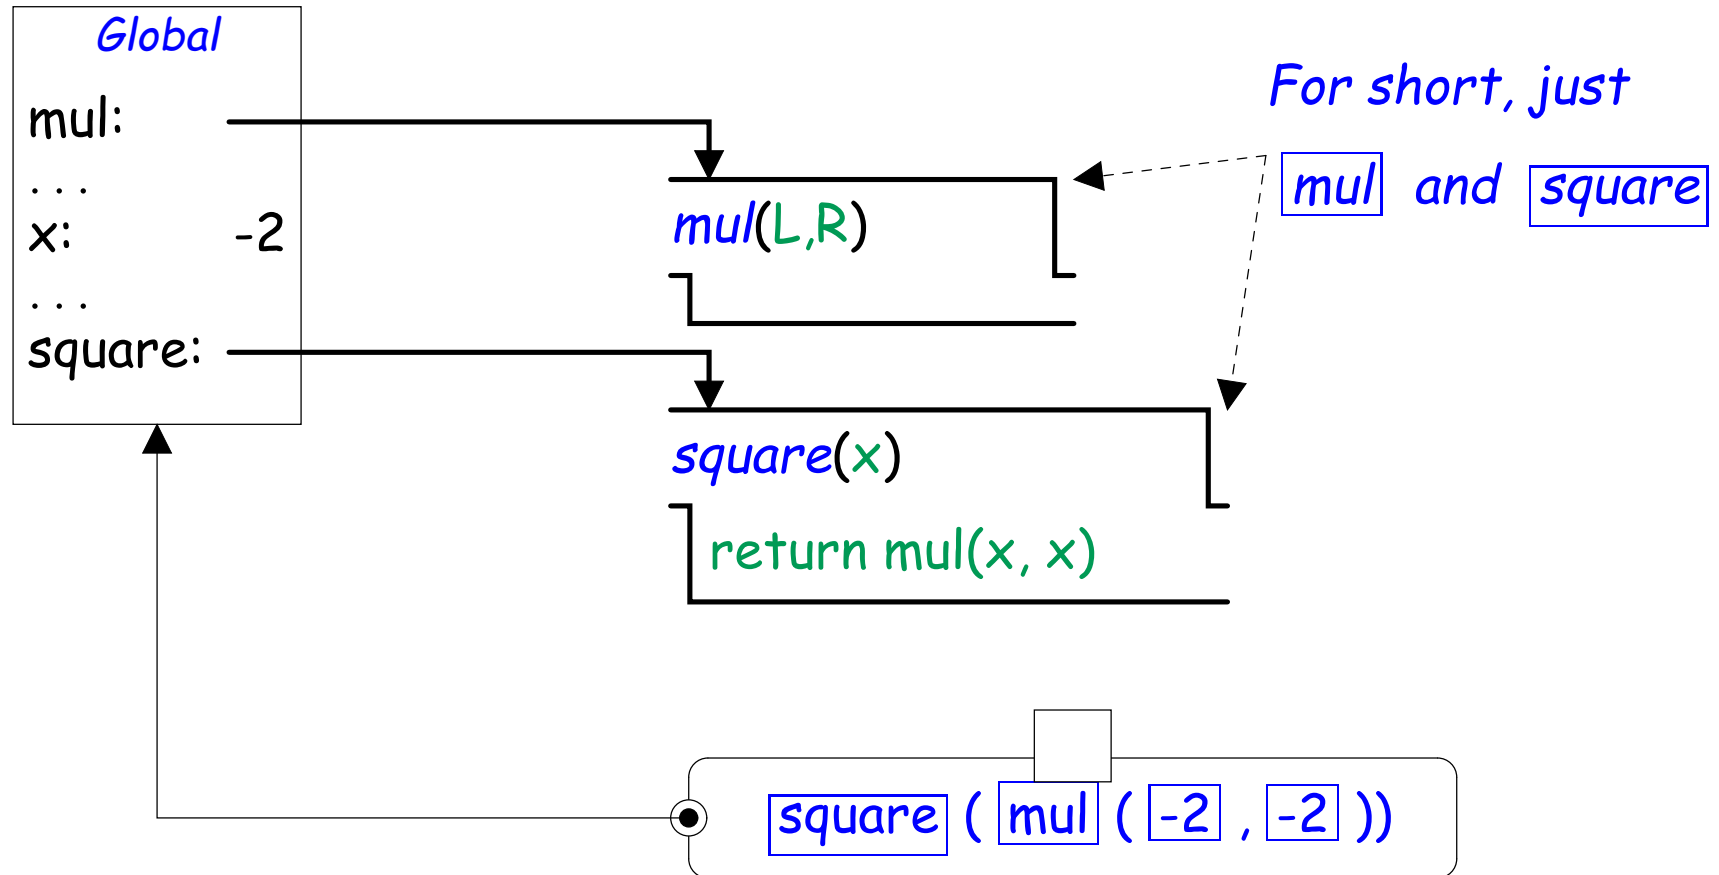 Global
mul:
. . .
x: -2
. . .
square:
For short, just
mul and square
mul(L,R)
square(x)
return mul(x, x)
square ( mul ( -2 , -2 ))